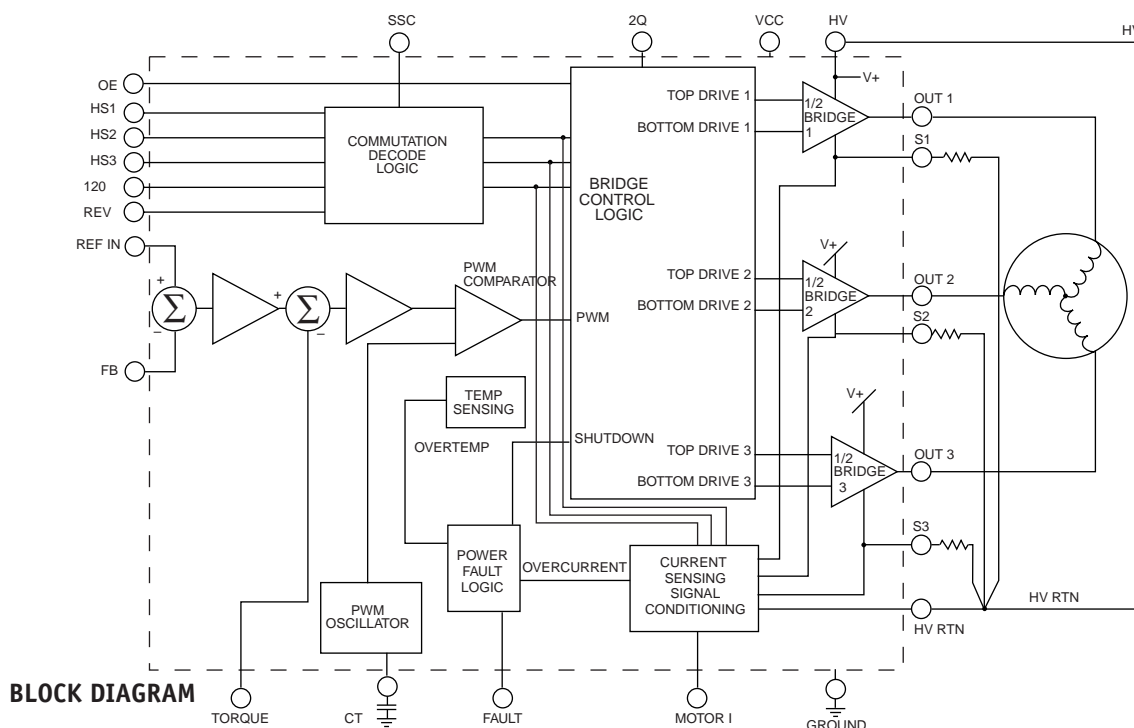 SSC
2Q
VCC
HV
HV
OE
HS1
HS2
HS3
120
REV
REF IN
FB
COMMUTATION
DECODE
LOGIC
BRIDGE
CONTROL
LOGIC
TOP DRIVE 1
BOTTOM DRIVE 1
1/2
BRIDGE
1
V+
OUT 1
S1
+
Σ
−
+
Σ
−
PWM
COMPARATOR
PWM
TOP DRIVE 2
BOTTOM DRIVE 2
V+
1/2
BRIDGE
2
OUT 2
S2
TEMP
SENSING
OVERTEMP
SHUTDOWN
TOP DRIVE 3
BOTTOM DRIVE 3
V+
1/2
BRIDGE
3
OUT 3
S3
POWER
FAULT
LOGIC
OVERCURRENT
CURRENT
SENSING
SIGNAL
CONDITIONING
PWM
OSCILLATOR
HV RTN
HV RTN
BLOCK DIAGRAM
TORQUE
CT
FAULT
MOTOR I
GROUND